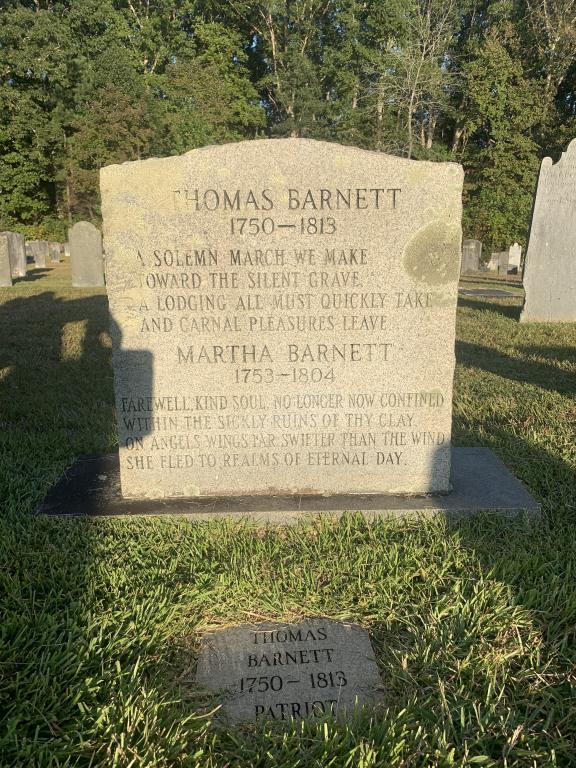 THOMAS BARNETT
1750—1813
A SOLEMN MARCH WE MAKE
TOWARD THE SILENT GRAVE,
A LODGING ALL MUST QUICKLY TAKE
AND CARNAL PLEASURES LEAVE.
MARTHA BARNETT
1753—1804
FAREWELL, KIND SOUL, NO LONGER NOW CONFINED
WITHIN THE SICKLY RUINS OF THY CLAY,
ON ANGELS WINGS FAR SWIFTER THAN THE WIND
SHE FLED TO REALMS OF ETERNAL DAY.
THOMAS
BARNETT
1750 – 1813
PATRIOT